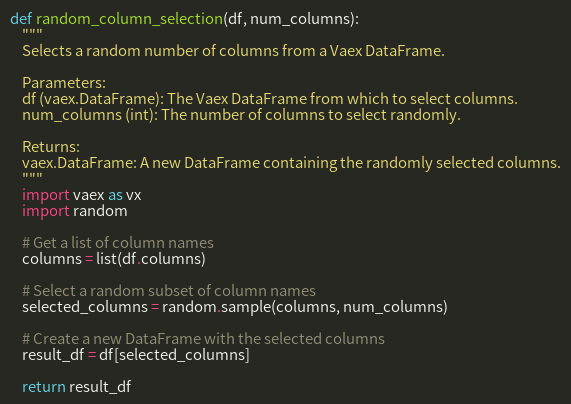 def random_column_selection(df, num_columns):
    """
    Selects a random number of columns from a Vaex DataFrame.

    Parameters:
    df (vaex.DataFrame): The Vaex DataFrame from which to select columns.
    num_columns (int): The number of columns to select randomly.

    Returns:
    vaex.DataFrame: A new DataFrame containing the randomly selected columns.
    """
    import vaex as vx
    import random

    # Get a list of column names
    columns = list(df.columns)

    # Select a random subset of column names
    selected_columns = random.sample(columns, num_columns)

    # Create a new DataFrame with the selected columns
    result_df = df[selected_columns]

    return result_df